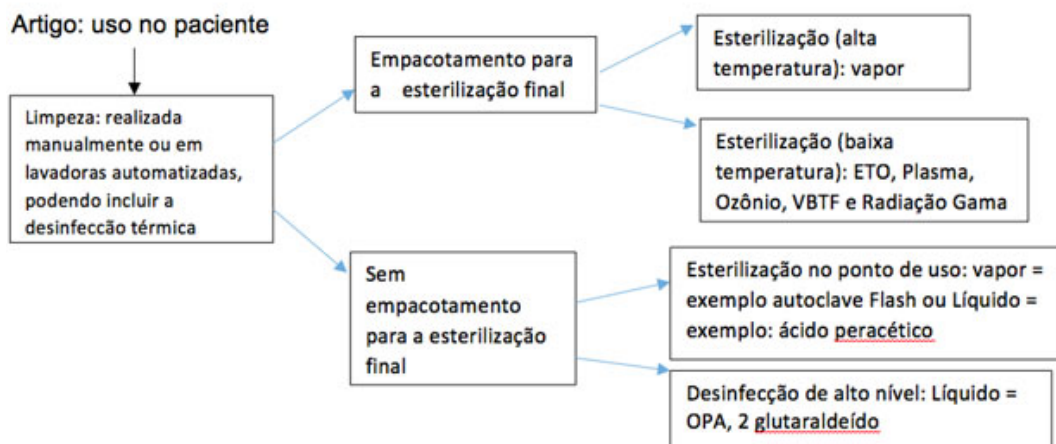 Artigo: uso no paciente
Limpeza: realizada
manualmente ou em
lavadoras automatizadas,
podendo incluir a
desinfecção térmica
Empacotamento para
a esterilização final
Esterilização (alta
temperatura): vapor
Esterilização (baixa
temperatura): ETO, Plasma,
Ozônio, VBTF e Radiação Gama
Sem
empacotamento
para a esterilização
final
Esterilização no ponto de uso: vapor =
exemplo autoclave Flash ou Líquido =
exemplo: ácido peracético
Desinfecção de alto nível: Líquido =
OPA, 2 glutaraldeído